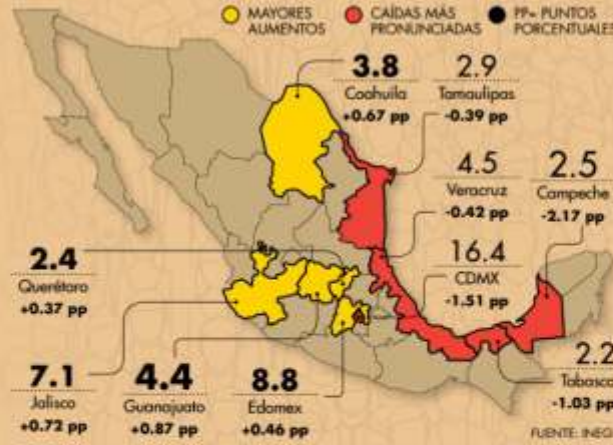 MAYORES AUMENTOS
CAÍDAS MÁS PRONUNCIADAS
PP= PUNTOS PORCENTUALES
3.8
Coahuila
+0.67 pp
2.9
Tamaulipas
-0.39 pp
4.5
Veracruz
-0.42 pp
2.5
Campeche
-2.17 pp
16.4
CDMX
-1.51 pp
2.4
Querétaro
+0.37 pp
7.1
Jalisco
+0.72 pp
4.4
Guanajuato
+0.87 pp
8.8
Edomex
+0.46 pp
2.2
Tabasco
-1.03 pp
FUENTE: INEGI